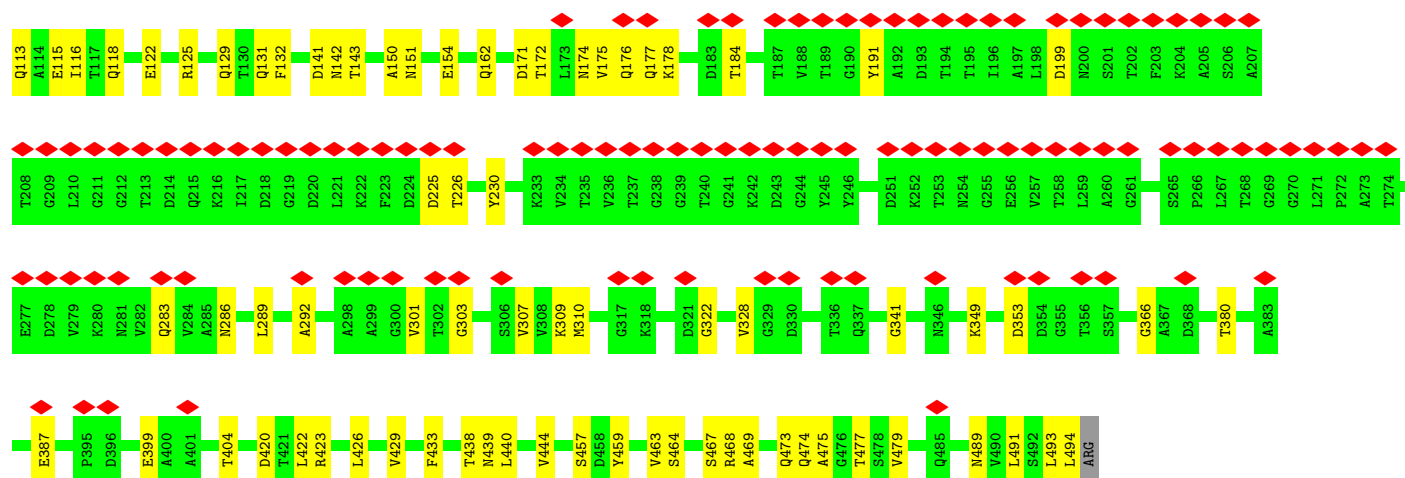 Q113 A114 E115 I116 T117 Q118 E122 R125 Q129 T130 Q131 F132 D141 N142 T143 A150 N151 E154 Q162 D171 T172 L173 N174 V175 Q176 Q177 K178 D183 T184 T187 V188 T189 G190 Y191 A192 D193 T194 T195 I196 A197 L198 D199 N200 S201 T202 F203 K204 A205 S206 A207
T208 G209 L210 G211 G212 T213 D214 Q215 K216 I217 D218 G219 D220 L221 K222 F223 D224 D225 T226 Y230 K233 V234 T235 V236 T237 G238 G239 T240 G241 K242 D243 G244 Y245 Y246 D251 K252 T253 N254 G255 E256 V257 T258 L259 A260 G261 S265 P266 L267 T268 G269 G270 L271 P272 A273 T274
E277 D278 V279 K280 N281 V282 Q283 V284 A285 N286 L289 A292 A298 A299 G300 V301 T302 G303 S306 V307 V308 K309 M310 G317 K318 D321 G322 V328 G329 D330 T336 Q337 G341 N346 K349 D353 D354 G355 T356 S357 G366 A367 D368 T380 A383
E387 P395 D396 E399 A400 A401 T404 D420 T421 L422 R423 L426 V429 F433 T438 N439 L440 V444 S457 D458 Y459 V463 S464 S467 R468 A469 Q473 Q474 A475 G476 T477 S478 V479 Q485 N489 V490 L491 S492 L493 L494 ARG